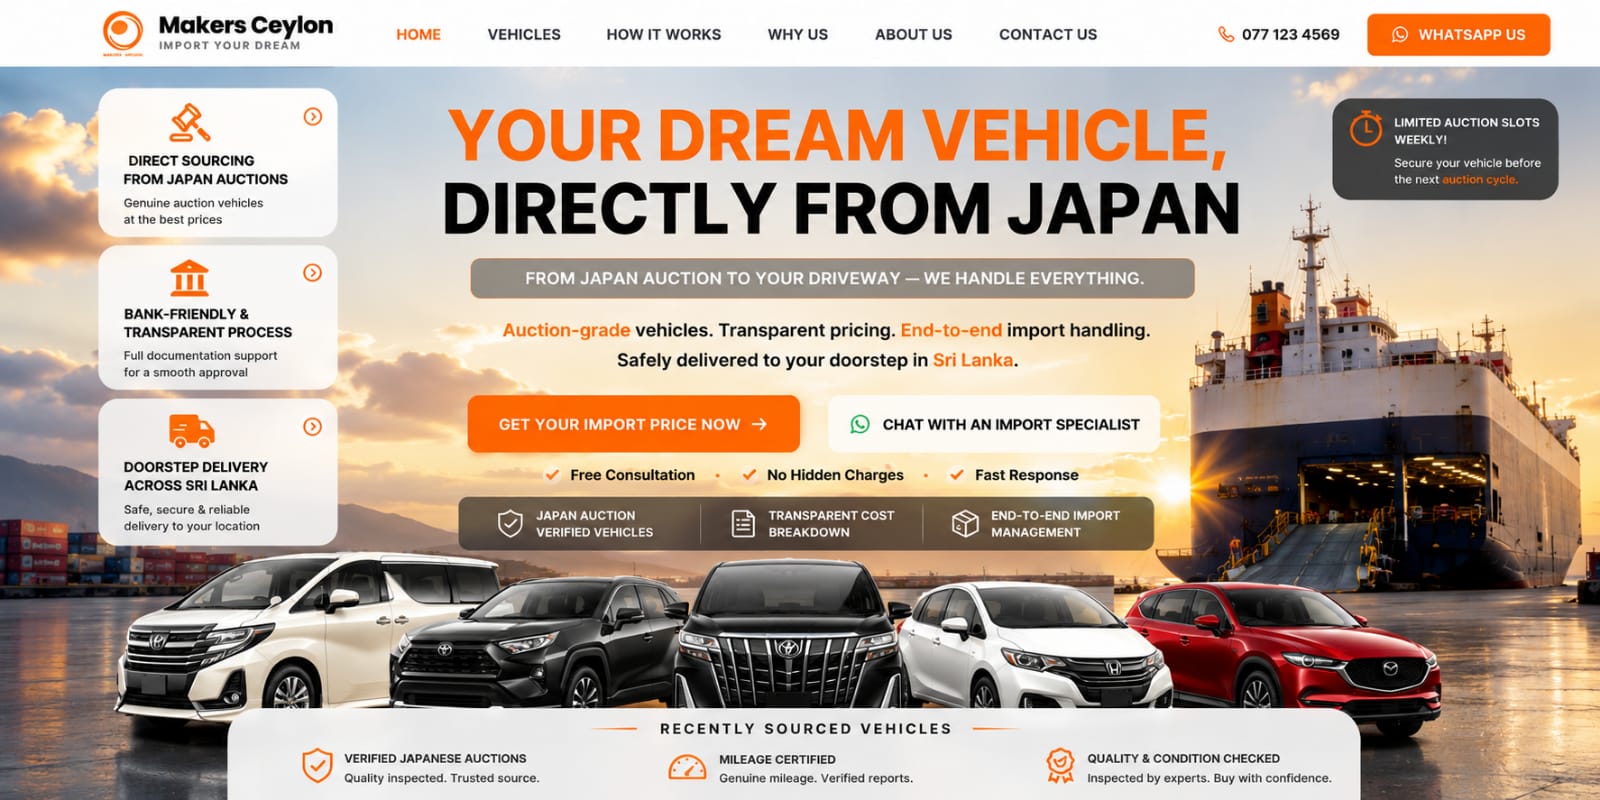 Makers Ceylon
IMPORT YOUR DREAM
HOME
VEHICLES
HOW IT WORKS
WHY US
ABOUT US
CONTACT US
077 123 4569
WHATSAPP US
DIRECT SOURCING
FROM JAPAN AUCTIONS
Genuine auction vehicles
at the best prices
BANK-FRIENDLY &
TRANSPARENT PROCESS
Full documentation support
for a smooth approval
DOORSTEP DELIVERY
ACROSS SRI LANKA
Safe, secure & reliable
delivery to your location
YOUR DREAM VEHICLE,
DIRECTLY FROM JAPAN
FROM JAPAN AUCTION TO YOUR DRIVEWAY — WE HANDLE EVERYTHING.
Auction-grade vehicles. Transparent pricing. End-to-end import handling.
Safely delivered to your doorstep in Sri Lanka.
GET YOUR IMPORT PRICE NOW →
CHAT WITH AN IMPORT SPECIALIST
Free Consultation • No Hidden Charges • Fast Response
JAPAN AUCTION
VERIFIED VEHICLES
TRANSPARENT COST
BREAKDOWN
END-TO-END IMPORT
MANAGEMENT
LIMITED AUCTION SLOTS
WEEKLY!
Secure your vehicle before
the next auction cycle.
RECENTLY SOURCED VEHICLES
VERIFIED JAPANESE AUCTIONS
Quality inspected. Trusted source.
MILEAGE CERTIFIED
Genuine mileage. Verified reports.
QUALITY & CONDITION CHECKED
Inspected by experts. Buy with confidence.